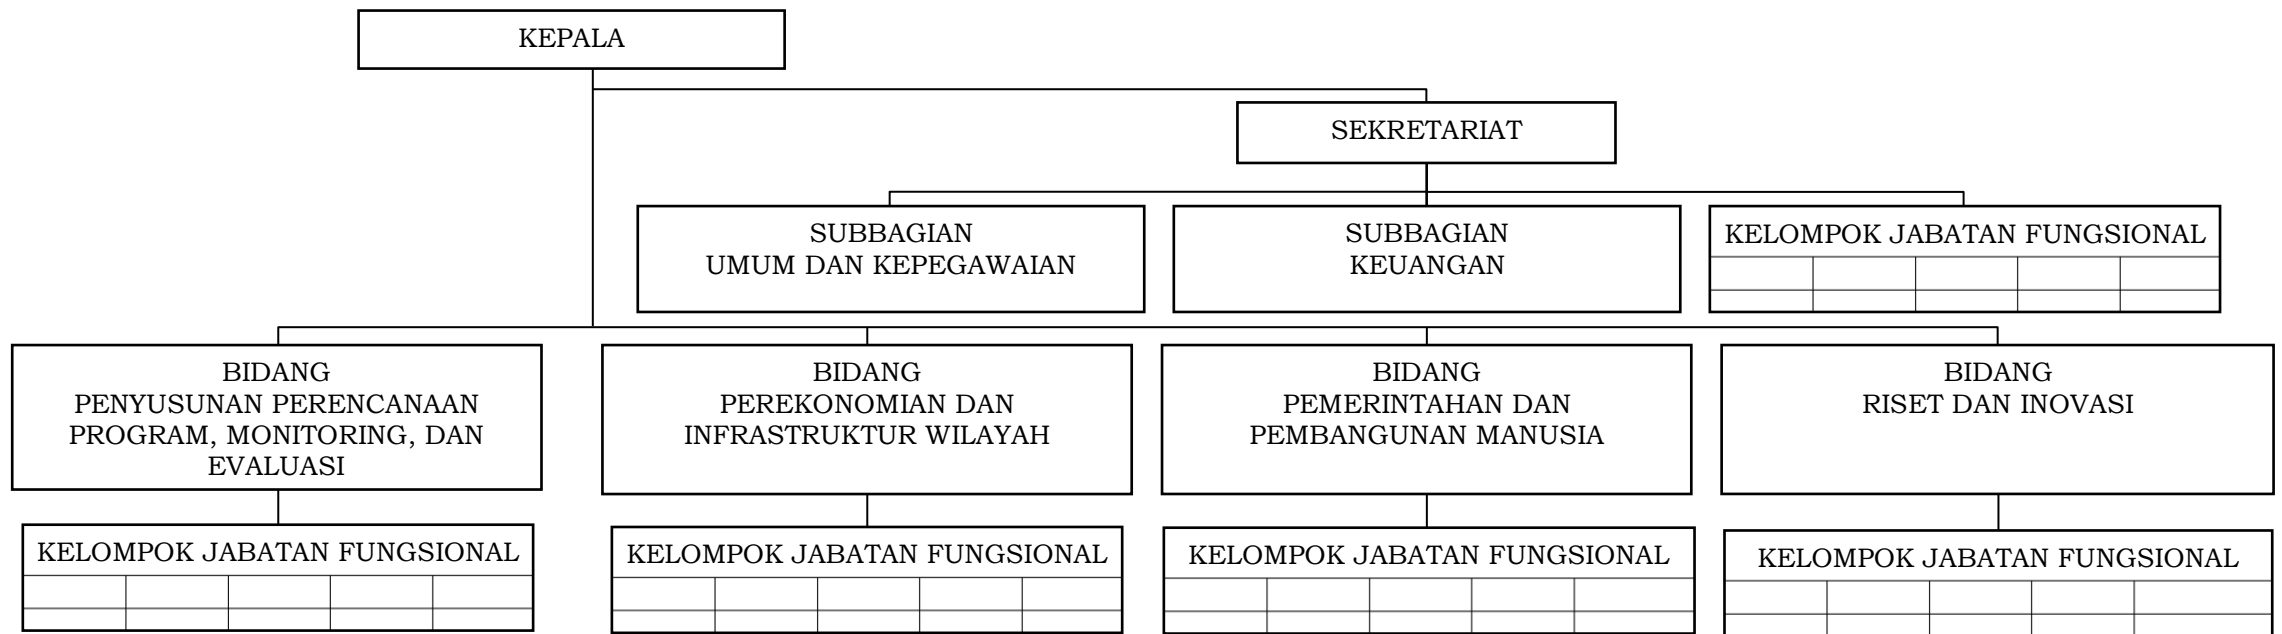 KEPALA
SEKRETARIAT
SUBBAGIAN
UMUM DAN KEPEGAWAIAN
SUBBAGIAN
KEUANGAN
KELOMPOK JABATAN FUNGSIONAL
BIDANG
PENYUSUNAN PERENCANAAN
PROGRAM, MONITORING, DAN
EVALUASI
BIDANG
PEREKONOMIAN DAN
INFRASTRUKTUR WILAYAH
BIDANG
PEMERINTAHAN DAN
PEMBANGUNAN MANUSIA
BIDANG
RISET DAN INOVASI
KELOMPOK JABATAN FUNGSIONAL
KELOMPOK JABATAN FUNGSIONAL
KELOMPOK JABATAN FUNGSIONAL
KELOMPOK JABATAN FUNGSIONAL